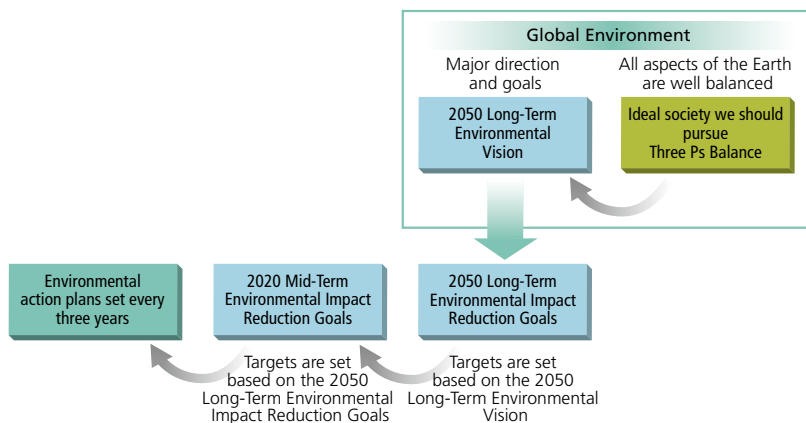 Global Environment
Major direction
and goals
All aspects of the Earth
are well balanced
2050 Long-Term
Environmental
Vision
Ideal society we should
pursue
Three Ps Balance
Environmental
action plans set every
three years
2020 Mid-Term
Environmental Impact
Reduction Goals
2050 Long-Term
Environmental Impact
Reduction Goals
Targets are set
based on the 2050
Long-Term Environmental
Impact Reduction Goals
Targets are set
based on the 2050
Long-Term Environmental
Vision